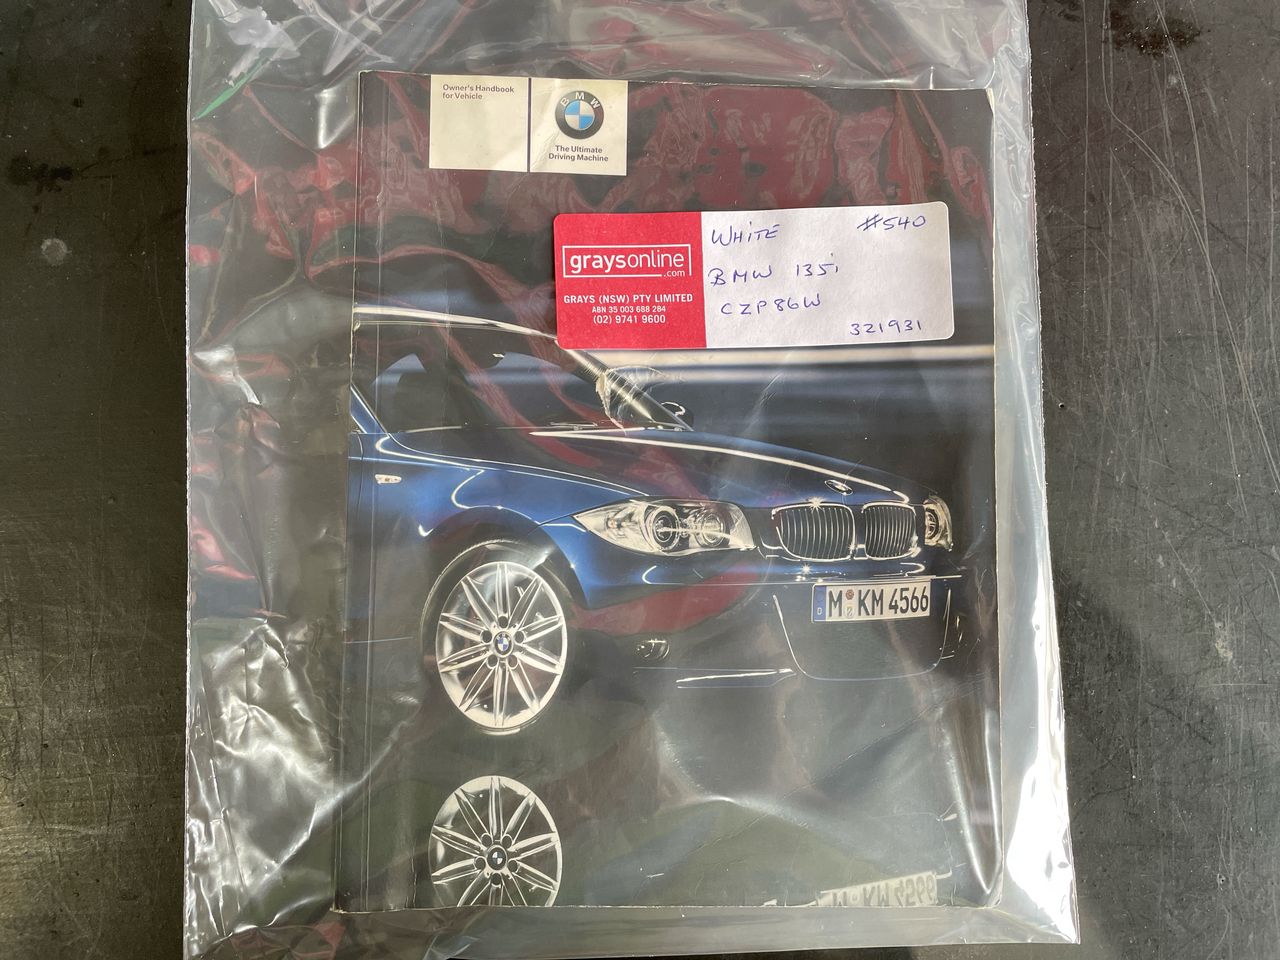 Owner's Handbook
for Vehicle
BMW
The Ultimate
Driving Machine
graysonline
.com
GRAYS (NSW) PTY LIMITED
ABN 35 003 688 284
(02) 9741 9600
WHITE #540
BMW 135i
CZP86W
321931
M KM 4566
D